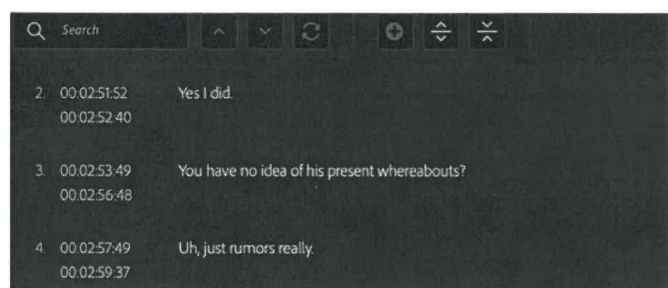 Search
2. 00:02:51:52 Yes I did.
00:02:52:40
3. 00:02:53:49 You have no idea of his present whereabouts?
00:02:56:48
4. 00:02:57:49 Uh, just rumors really.
00:02:59:37